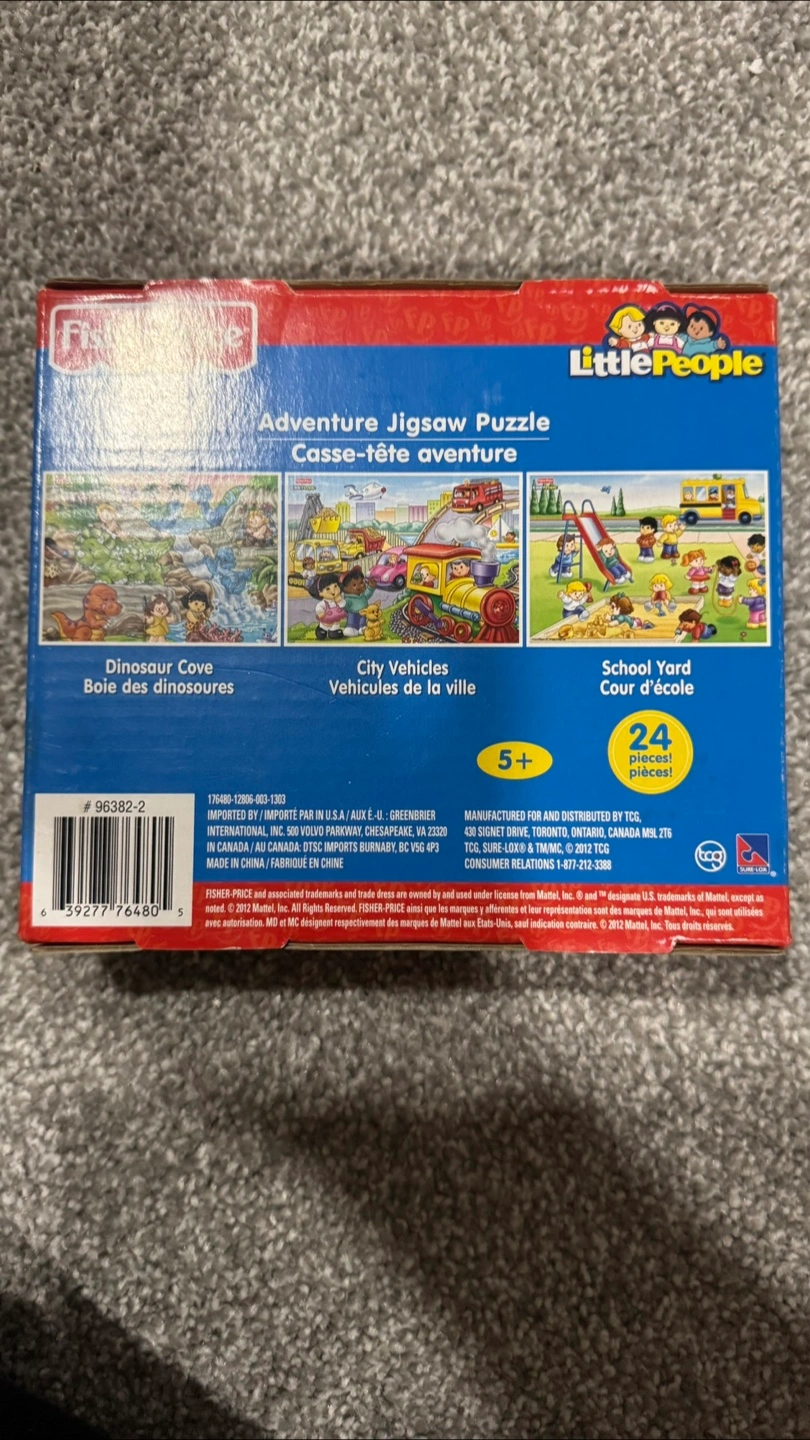 Fisher-Price
LittlePeople
Adventure Jigsaw Puzzle
Casse-tête aventure
Dinosaur Cove
Boie des dinosoures
City Vehicles
Vehicules de la ville
School Yard
Cour d'école
5+
24
pieces!
pièces!
# 96382-2
6 39277 76480 5
176480-12806-003-1303
IMPORTED BY / IMPORTÉ PAR IN U.S.A / AUX É.-U. : GREENBRIER
INTERNATIONAL, INC. 500 VOLVO PARKWAY, CHESAPEAKE, VA 23320
IN CANADA / AU CANADA: DTSC IMPORTS BURNABY, BC V5G 4P3
MADE IN CHINA / FABRIQUÉ EN CHINE
MANUFACTURED FOR AND DISTRIBUTED BY TCG,
430 SIGNET DRIVE, TORONTO, ONTARIO, CANADA M9L 2T6
TCG, SURE-LOX® & TM/MC, © 2012 TCG
CONSUMER RELATIONS 1-877-212-3388
tcg
SURE-LOX®
FISHER-PRICE and associated trademarks and trade dress are owned by and used under license from Mattel, Inc. ® and ™ designate U.S. trademarks of Mattel, except as
noted. © 2012 Mattel, Inc. All Rights Reserved. FISHER-PRICE ainsi que les marques y afférentes et leur représentation sont des marques de Mattel, Inc., qui sont utilisées
avec autorisation. MD et MC désignent respectivement des marques de Mattel aux États-Unis, sauf indication contraire. © 2012 Mattel, Inc. Tous droits réservés.